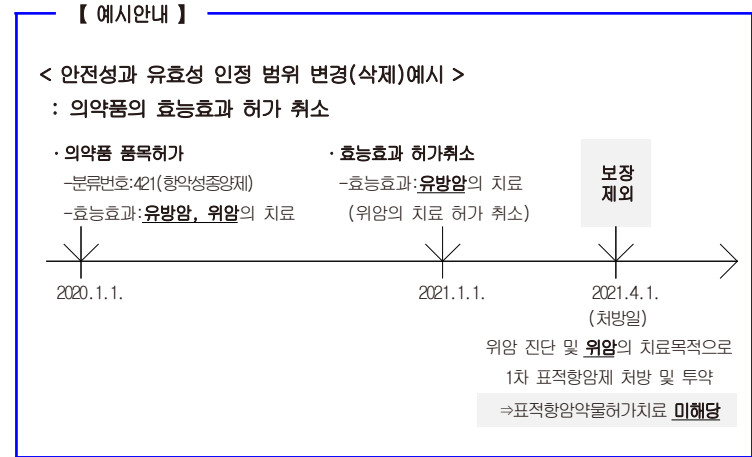 【 예시안내 】
< 안전성과 유효성 인정 범위 변경(삭제)예시 >
: 의약품의 효능효과 허가 취소
· 의약품 품목허가
-분류번호:421(항악성종양제)
-효능효과:유방암, 위암의 치료
· 효능효과 허가취소
-효능효과:유방암의 치료
(위암의 치료 허가 취소)
보장
제외
2020.1.1.
2021.1.1.
2021.4.1.
(처방일)
위암 진단 및 위암의 치료목적으로
1차 표적항암제 처방 및 투약
⇒표적항암약물허가치료 미해당